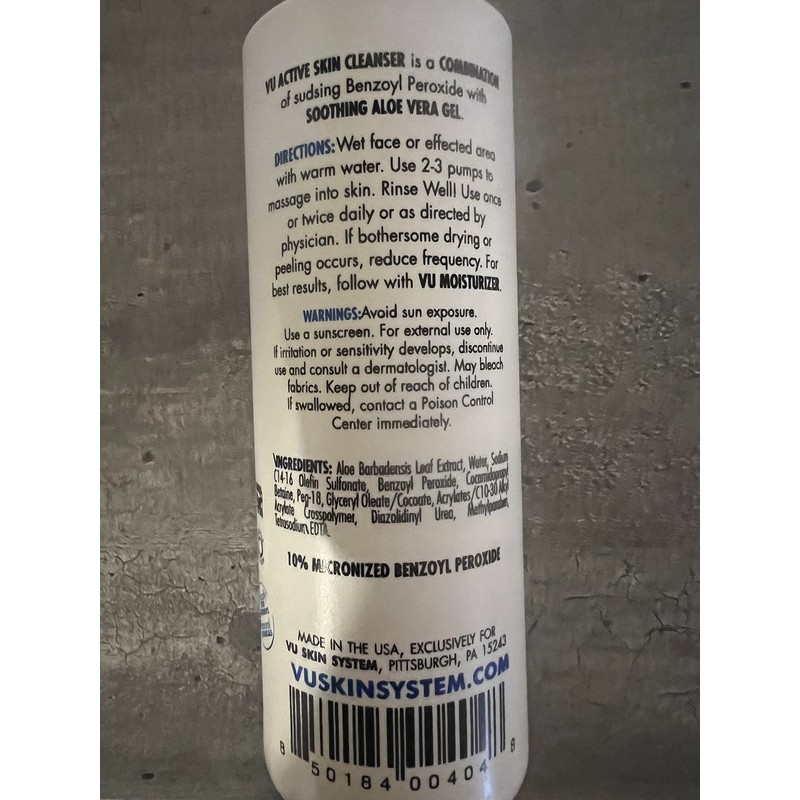 VU ACTIVE SKIN CLEANSER is a COMBINATION
of sudsing Benzoyl Peroxide with
SOOTHING ALOE VERA GEL.
DIRECTIONS: Wet face or effected area
with warm water. Use 2-3 pumps to
massage into skin. Rinse Well! Use once
or twice daily or as directed by
physician. If bothersome drying or
peeling occurs, reduce frequency. For
best results, follow with VU MOISTURIZER.
WARNINGS: Avoid sun exposure.
Use a sunscreen. For external use only.
If irritation or sensitivity develops, discontinue
use and consult a dermatologist. May bleach
fabrics. Keep out of reach of children.
If swallowed, contact a Poison Control
Center immediately.
INGREDIENTS: Aloe Barbadensis Leaf Extract, Water, Sodium
C14-16 Olefin Sulfonate, Benzoyl Peroxide, Cocamidopropyl
Betaine, Peg-18, Glyceryl Oleate/Cocoate, Acrylates/C10-30 Alkyl
Acrylate Crosspolymer, Diazolidinyl Urea, Methylparaben,
Tetrasodium EDTA.
10% MICRONIZED BENZOYL PEROXIDE
MADE IN THE USA, EXCLUSIVELY FOR
VU SKIN SYSTEM, PITTSBURGH, PA 15243
VUSKINSYSTEM.COM
8 50184 00404 8